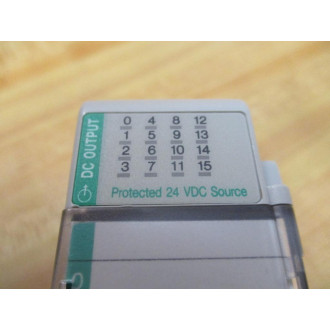 DC OUTPUT
0 4 8 12
1 5 9 13
2 6 10 14
3 7 11 15
Protected 24 VDC Source